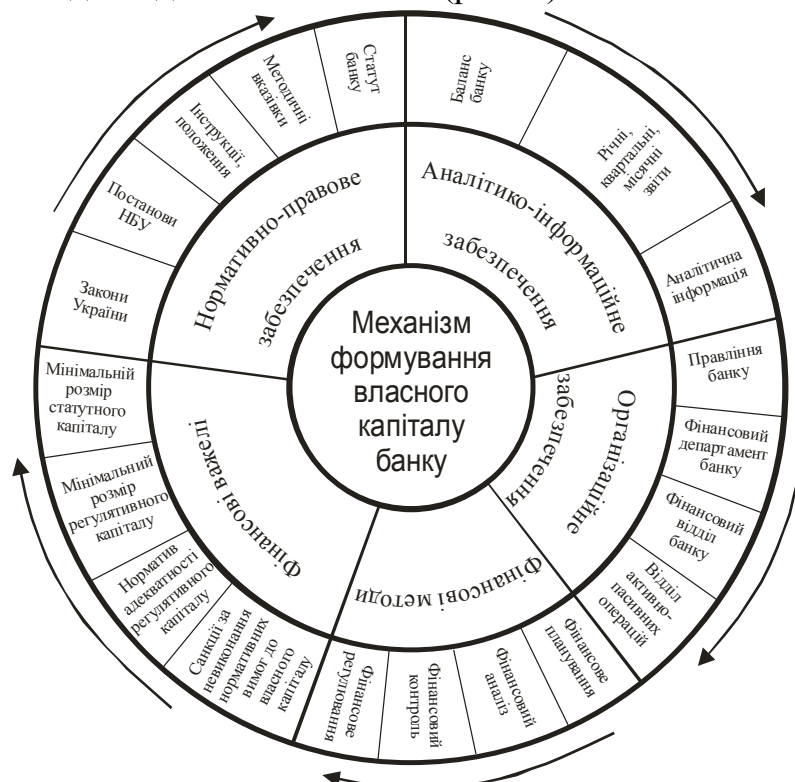 Механізм
формування
власного
капіталу
банку
Нормативно-правове
забезпечення
Аналітико-інформаційне
забезпечення
Організаційне
забезпечення
Фінансові методи
Фінансові важелі
Баланс
банку
Річні,
квартальні,
місячні
звіти
Аналітична
інформація
Правління
банку
Фінансовий
департамент
банку
Фінансовий
відділ
банку
Відділ
активно-
пасивних
операцій
Фінансове
планування
Фінансовий
аналіз
Фінансовий
контроль
Фінансове
регулювання
Санкції за
невиконання
нормативних
вимог до
власного
капіталу
Норматив
адекватності
регулятивного
капіталу
Мінімальний
розмір
регулятивного
капіталу
Мінімальній
розмір
статутного
капіталу
Закони
України
Постанови
НБУ
Інструкції,
положення
Методичні
вказівки
Статут
банку